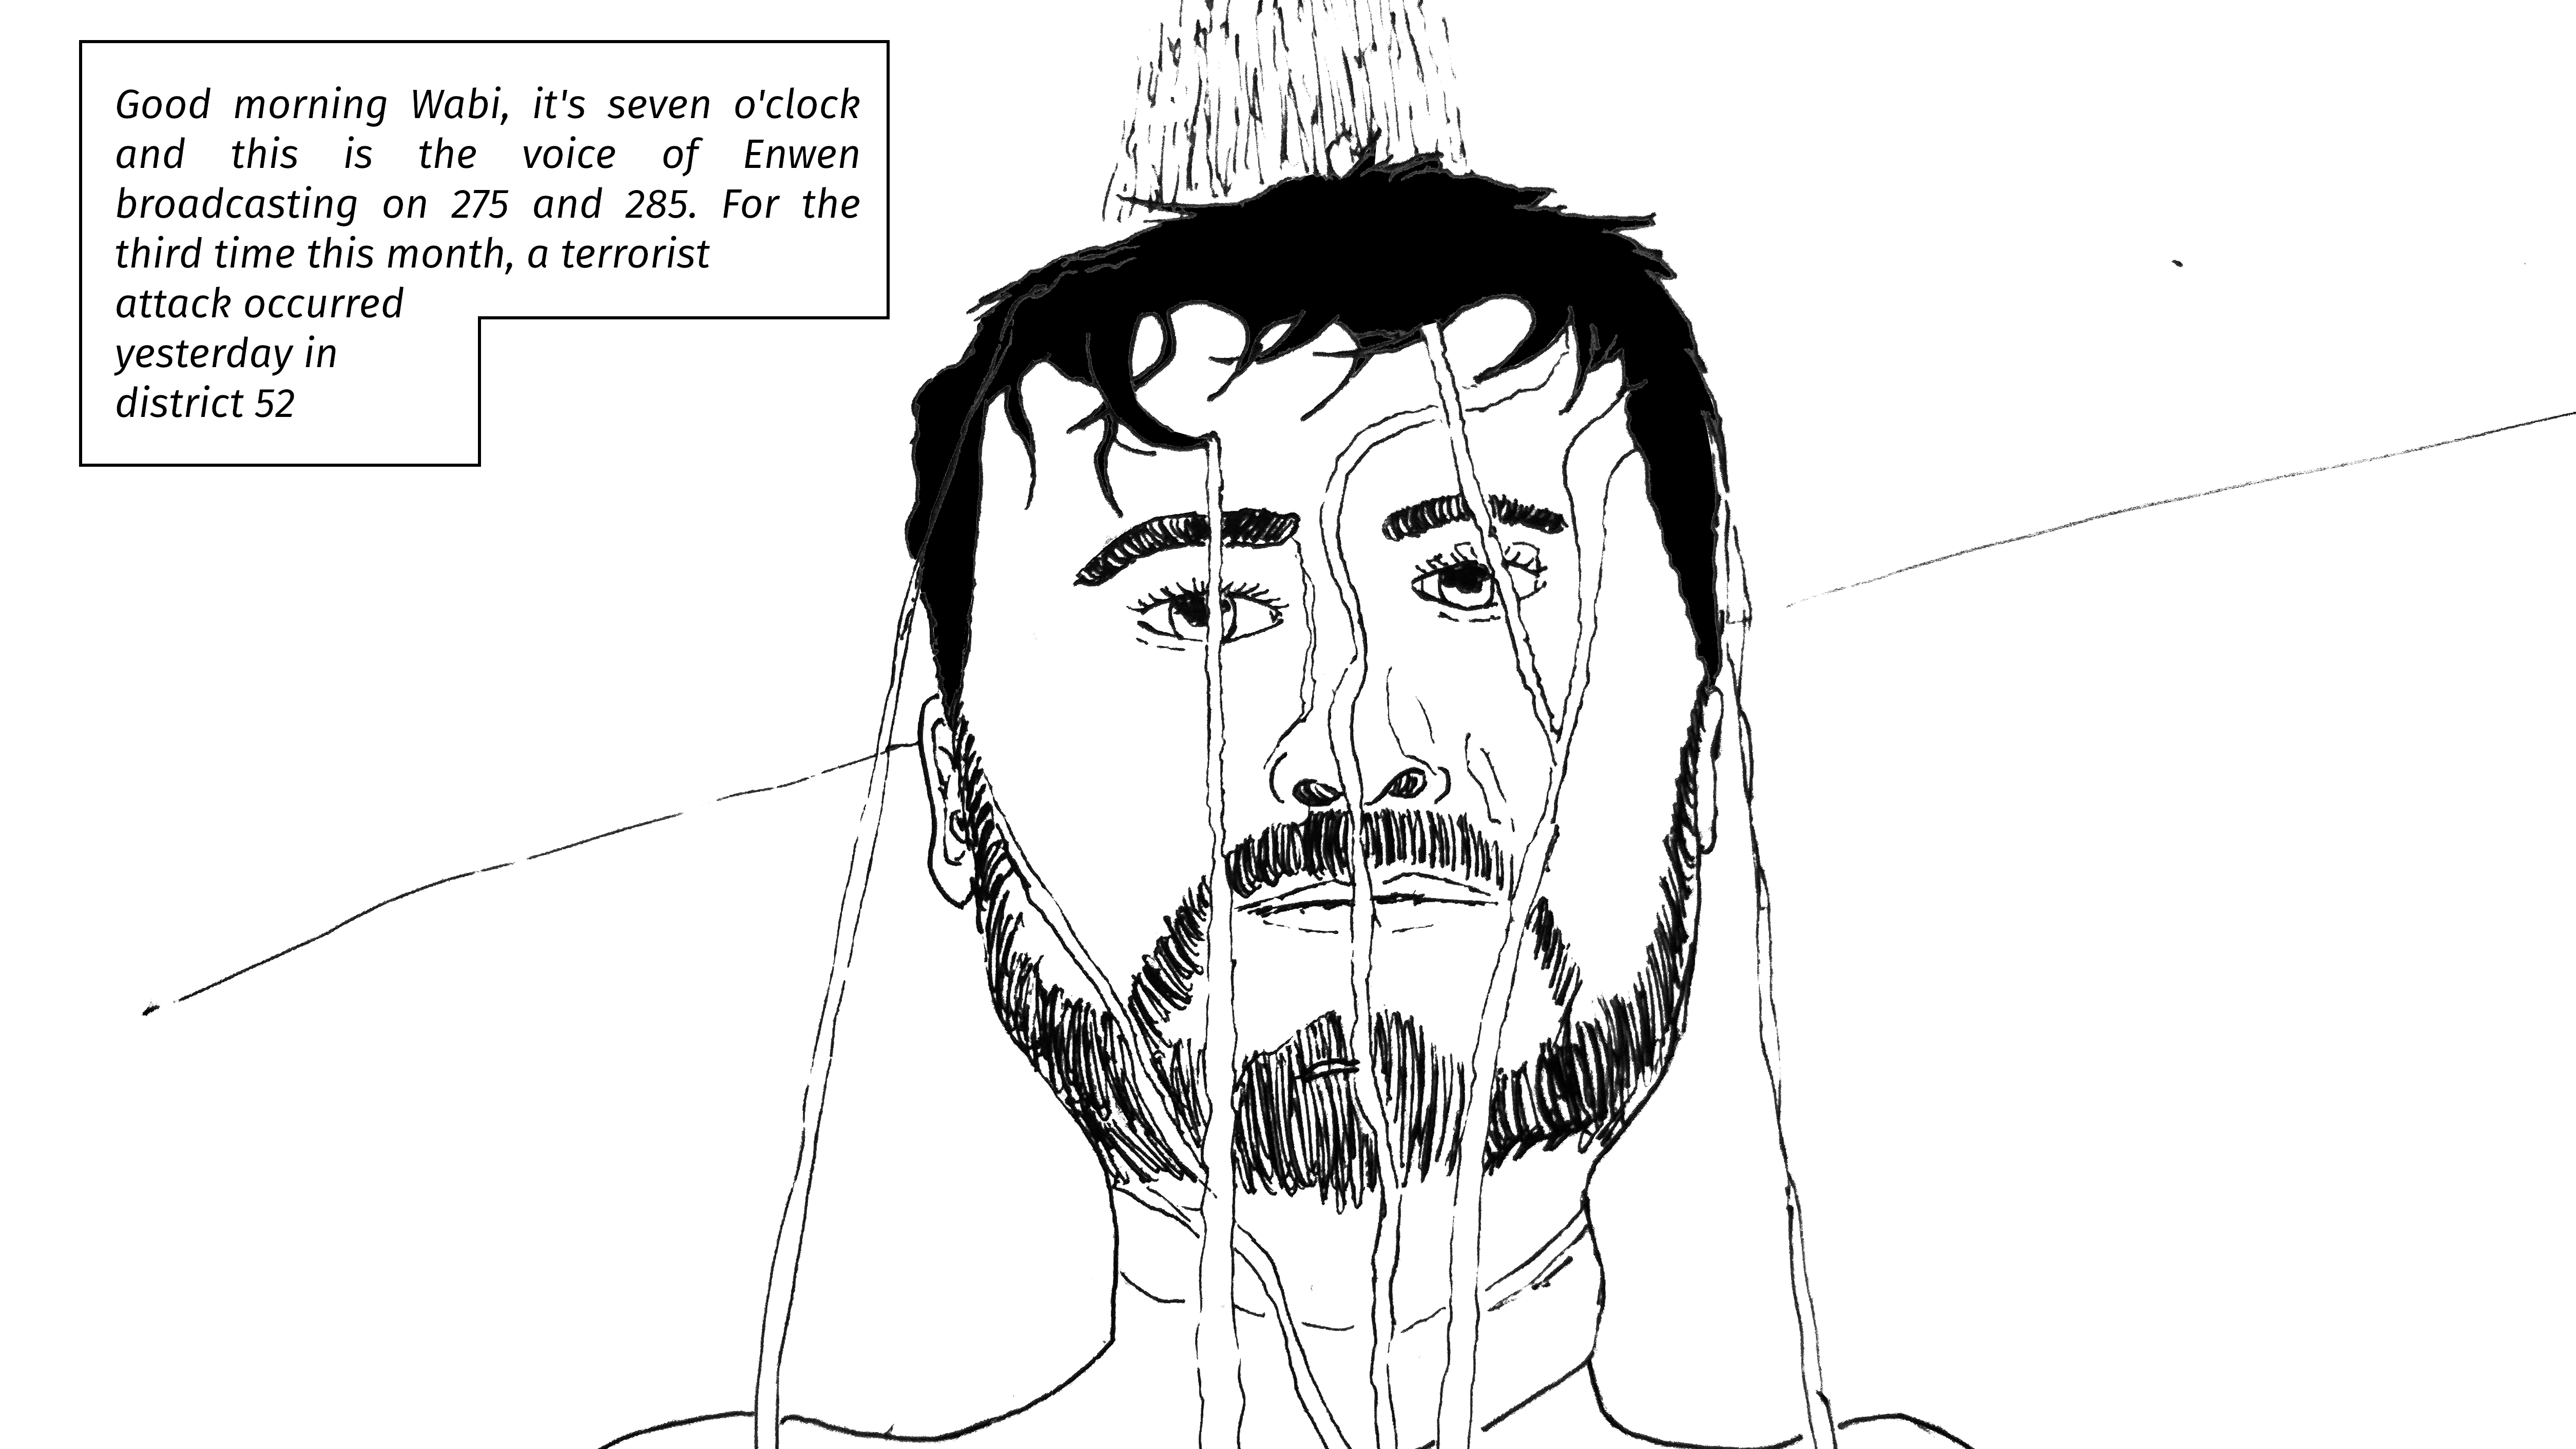 Good morning Wabi, it's seven o'clock
and this is the voice of Enwen
broadcasting on 275 and 285. For the
third time this month, a terrorist
attack occurred
yesterday in
district 52